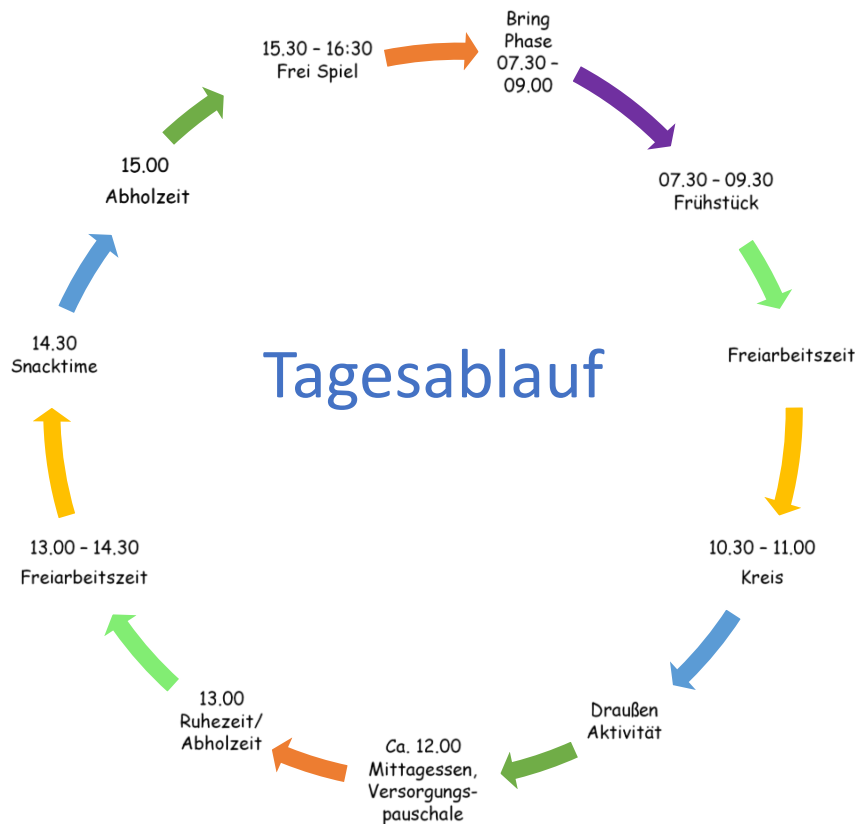 Tagesablauf
Bring
Phase
07.30 –
09.00
07.30 – 09.30
Frühstück
Freiarbeitszeit
10.30 – 11.00
Kreis
Draußen
Aktivität
Ca. 12.00
Mittagessen,
Versorgungs-
pauschale
13.00
Ruhezeit/
Abholzeit
13.00 – 14.30
Freiarbeitszeit
14.30
Snacktime
15.00
Abholzeit
15.30 – 16:30
Frei Spiel